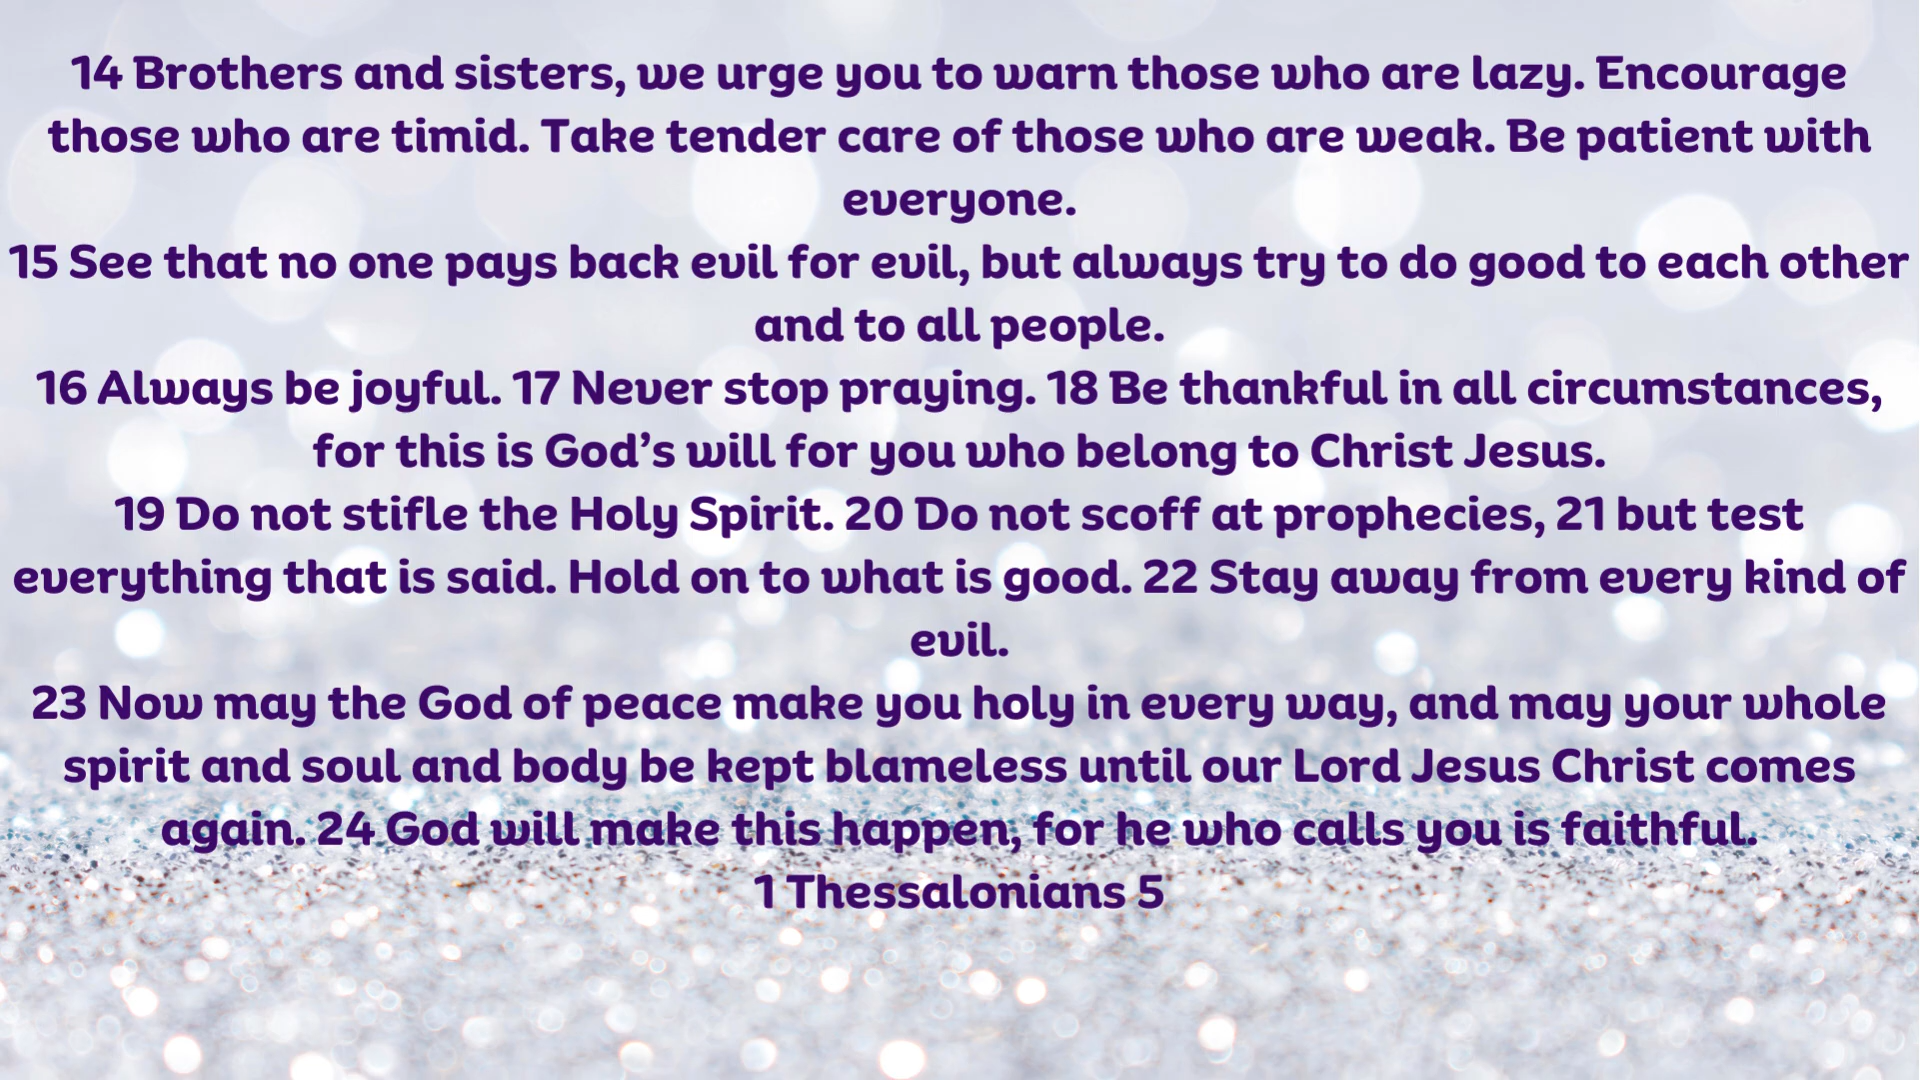 14 Brothers and sisters, we urge you to warn those who are lazy. Encourage
those who are timid. Take tender care of those who are weak. Be patient with
everyone.
15 See that no one pays back evil for evil, but always try to do good to each other
and to all people.
16 Always be joyful. 17 Never stop praying. 18 Be thankful in all circumstances,
for this is God’s will for you who belong to Christ Jesus.
19 Do not stifle the Holy Spirit. 20 Do not scoff at prophecies, 21 but test
everything that is said. Hold on to what is good. 22 Stay away from every kind of
evil.
23 Now may the God of peace make you holy in every way, and may your whole
spirit and soul and body be kept blameless until our Lord Jesus Christ comes
again. 24 God will make this happen, for he who calls you is faithful.
1 Thessalonians 5